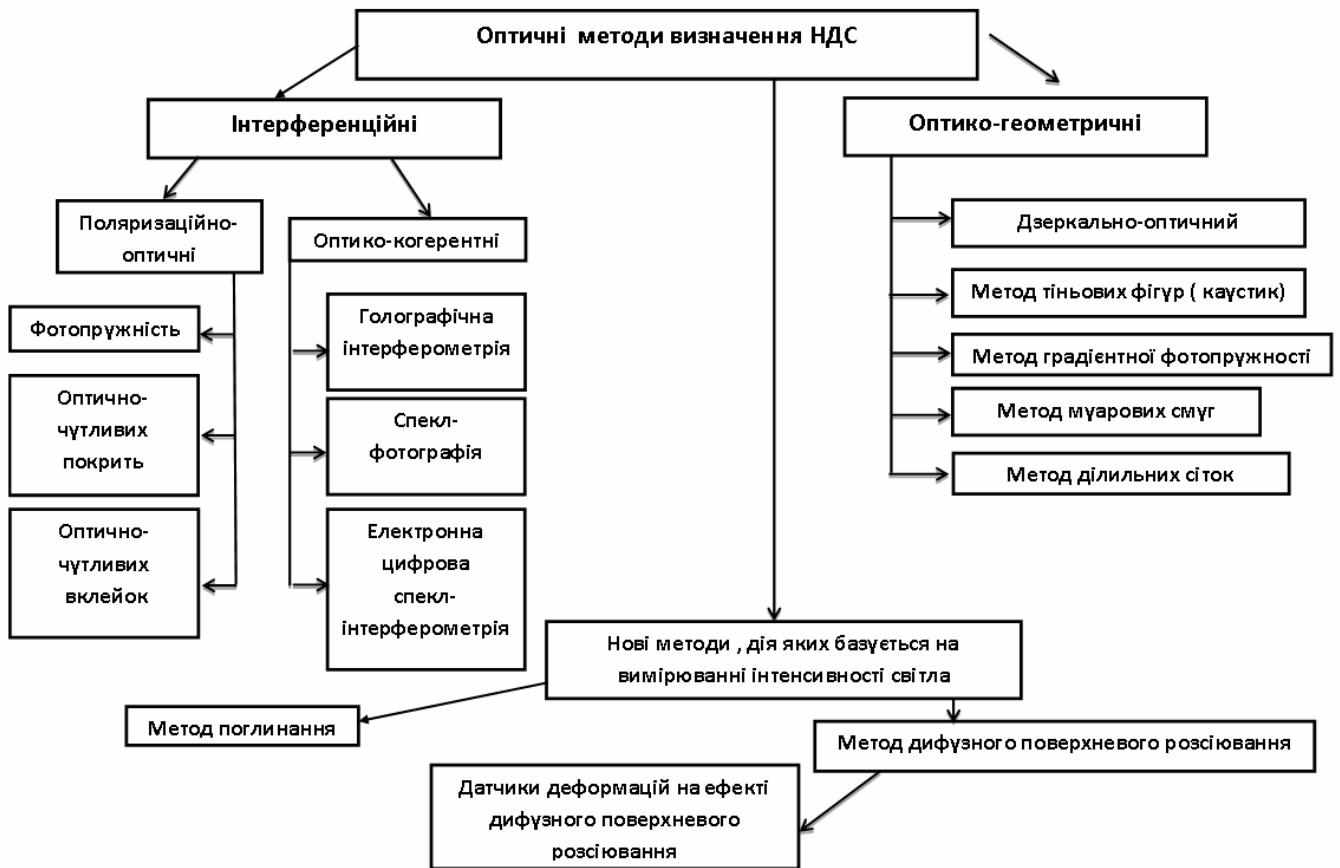 Оптичні методи визначення НДС
Інтерференційні
Оптико-геометричні
Поляризаційно-
оптичні
Оптико-когерентні
Фотопружність
Оптично-
чутливих
покрить
Оптично-
чутливих
вклейок
Голографічна
інтерферометрія
Спекл-
фотографія
Електронна
цифрова
спекл-
інтерферометрія
Дзеркально-оптичний
Метод тіньових фігур ( каустик)
Метод градієнтної фотопружності
Метод муарових смуг
Метод ділильних сіток
Нові методи , дія яких базується на
вимірюванні інтенсивності світла
Метод поглинання
Метод дифузного поверхневого розсіювання
Датчики деформацій на ефекті
дифузного поверхневого
розсіювання